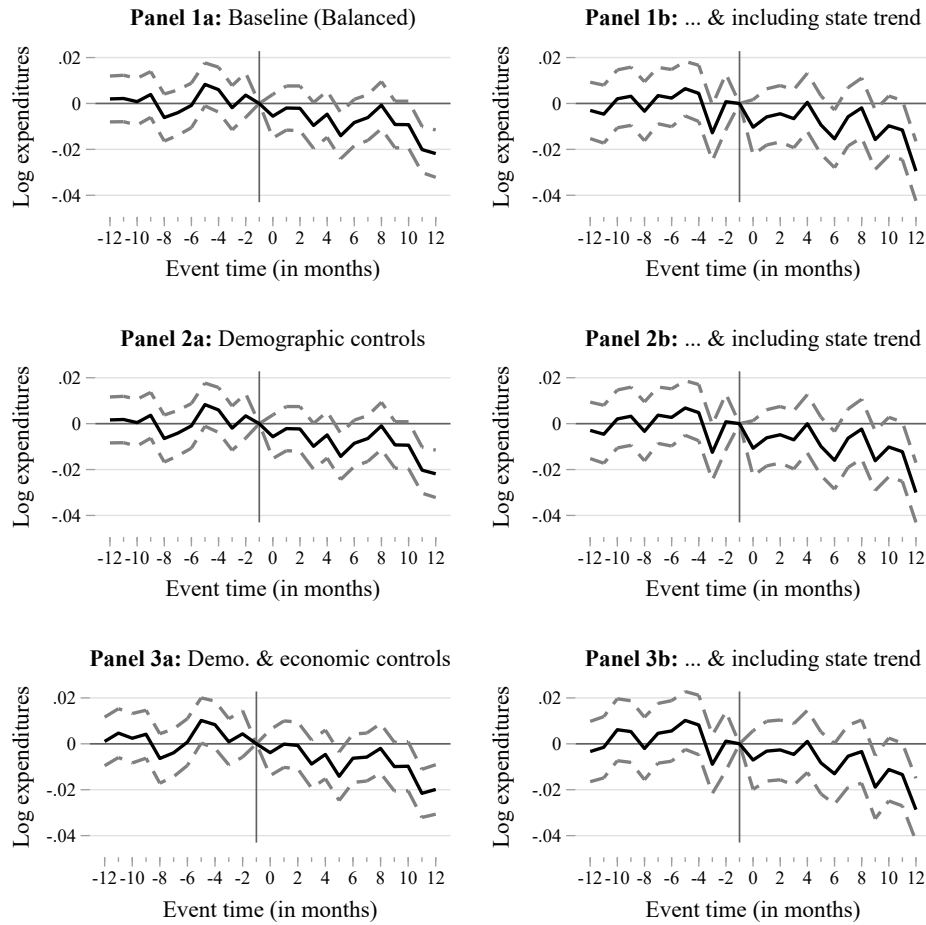 Panel 1a: Baseline (Balanced)
Log expenditures
.02
0
-.02
-.04
-12 -10 -8 -6 -4 -2 0 2 4 6 8 10 12
Event time (in months)
Panel 1b: ... & including state trend
Log expenditures
.02
0
-.02
-.04
-12 -10 -8 -6 -4 -2 0 2 4 6 8 10 12
Event time (in months)
Panel 2a: Demographic controls
Log expenditures
.02
0
-.02
-.04
-12 -10 -8 -6 -4 -2 0 2 4 6 8 10 12
Event time (in months)
Panel 2b: ... & including state trend
Log expenditures
.02
0
-.02
-.04
-12 -10 -8 -6 -4 -2 0 2 4 6 8 10 12
Event time (in months)
Panel 3a: Demo. & economic controls
Log expenditures
.02
0
-.02
-.04
-12 -10 -8 -6 -4 -2 0 2 4 6 8 10 12
Event time (in months)
Panel 3b: ... & including state trend
Log expenditures
.02
0
-.02
-.04
-12 -10 -8 -6 -4 -2 0 2 4 6 8 10 12
Event time (in months)